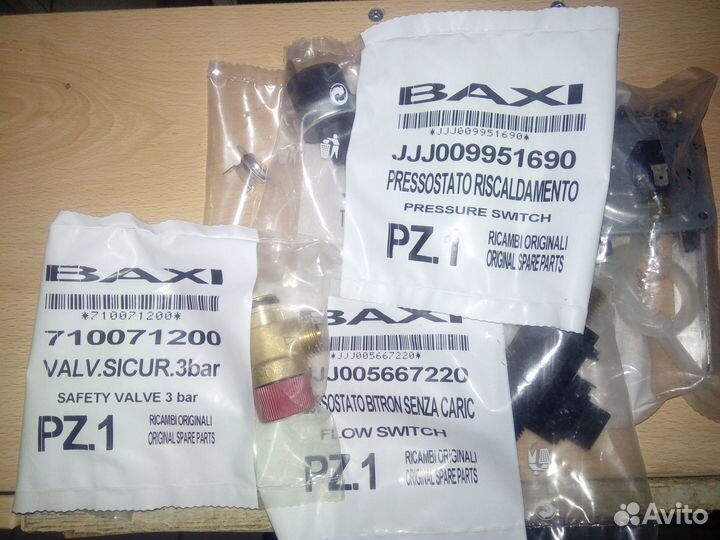 BAXI
*JJJ009951690*
JJJ009951690
PRESSOSTATO RISCALDAMENTO
PRESSURE SWITCH
PZ.1
RICAMBI ORIGINALI
ORIGINAL SPARE PARTS
BAXI
*710071200*
710071200
VALV.SICUR.3bar
SAFETY VALVE 3 bar
PZ.1
RICAMBI ORIGINALI
ORIGINAL SPARE PARTS
BAXI
*JJJ005667220*
JJ005667220
SOSTATO BITRON SENZA CARIC
FLOW SWITCH
PZ.1
RICAMBI ORIGINALI
ORIGINAL SPARE PARTS
Avito